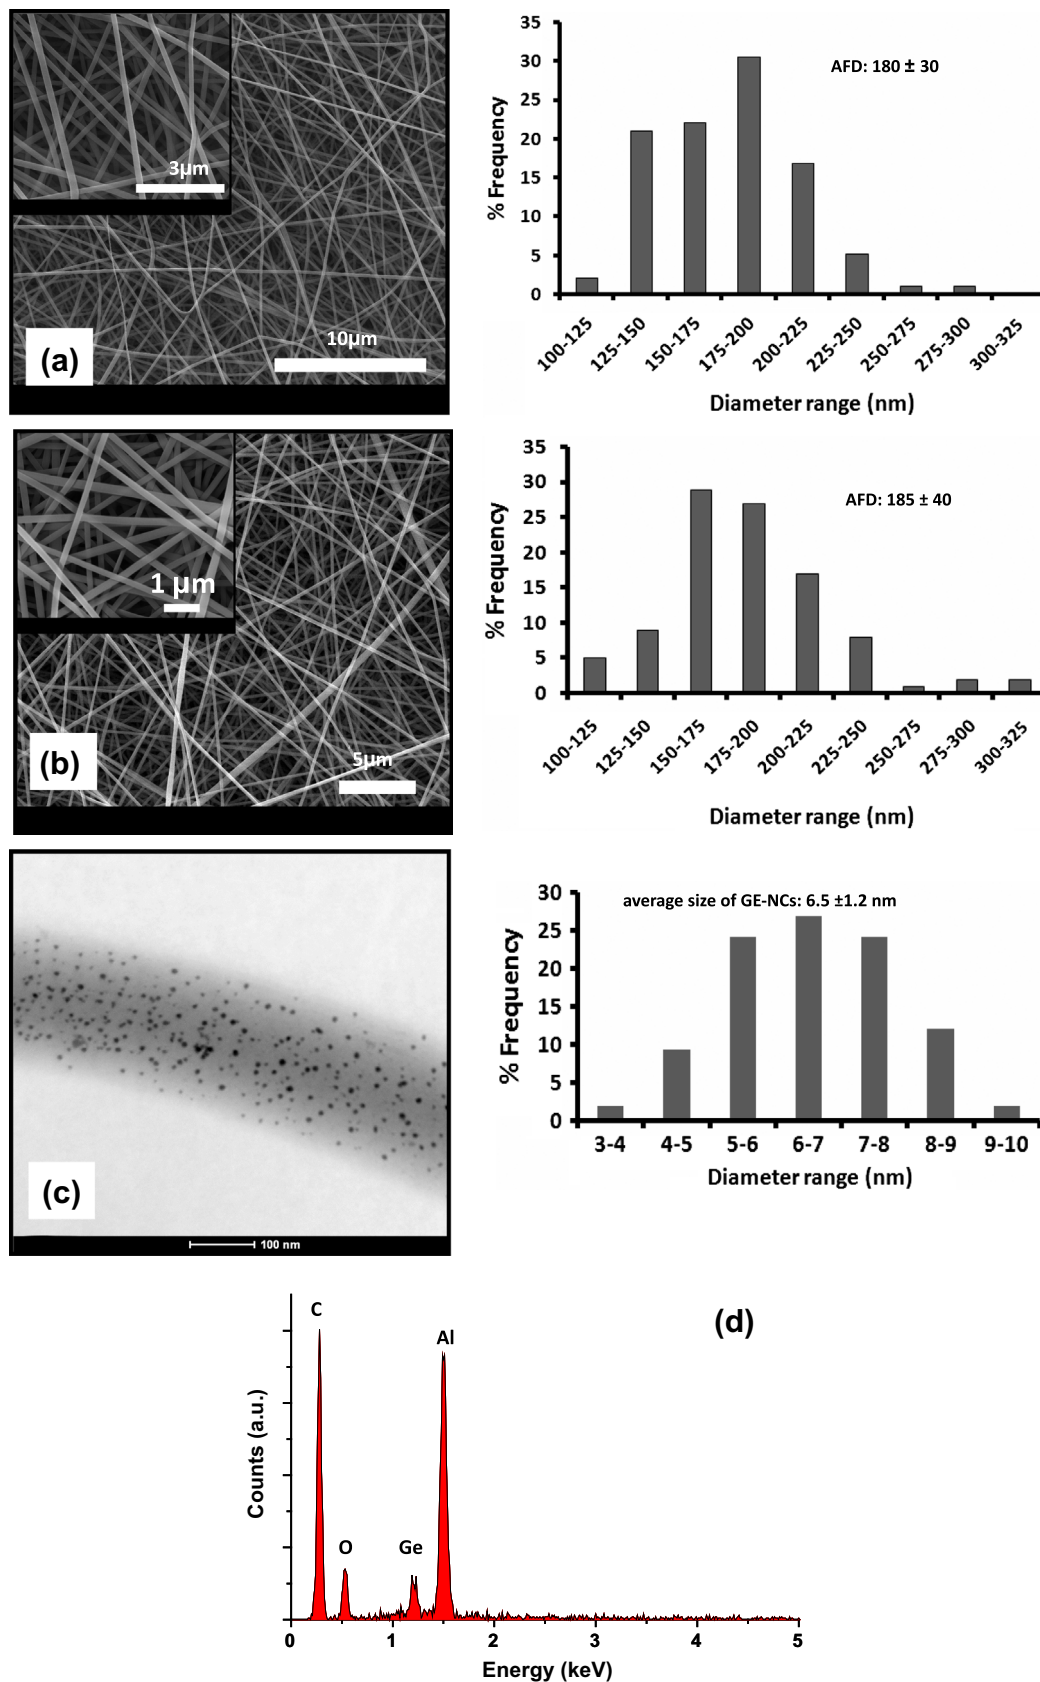 3µm
10µm
(a)
35
30
25
20
15
10
5
0
% Frequency
AFD: 180 ± 30
100-125
125-150
150-175
175-200
200-225
225-250
250-275
275-300
300-325
Diameter range (nm)
1 µm
5µm
(b)
35
30
25
20
15
10
5
0
% Frequency
AFD: 185 ± 40
100-125
125-150
150-175
175-200
200-225
225-250
250-275
275-300
300-325
Diameter range (nm)
(c)
100 nm
30
25
20
15
10
5
0
% Frequency
average size of GE-NCs: 6.5 ±1.2 nm
3-4 4-5 5-6 6-7 7-8 8-9 9-10
Diameter range (nm)
(d)
C
Al
O
Ge
Counts (a.u.)
0 1 2 3 4 5
Energy (keV)